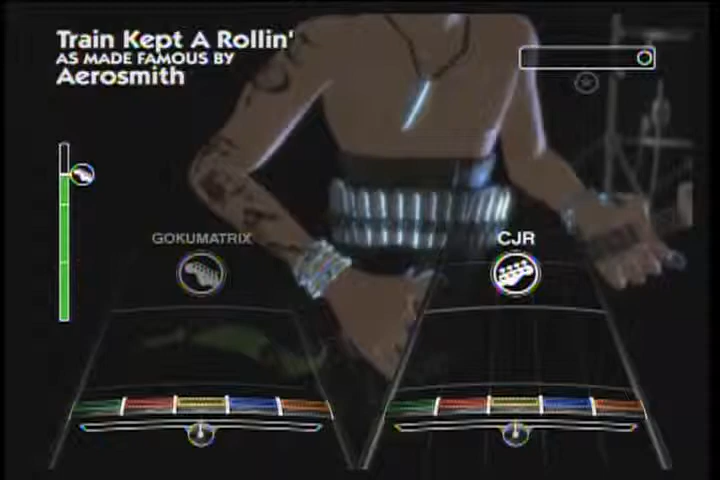 Train Kept A Rollin'
AS MADE FAMOUS BY
Aerosmith
GOKUMATRIX
CJR